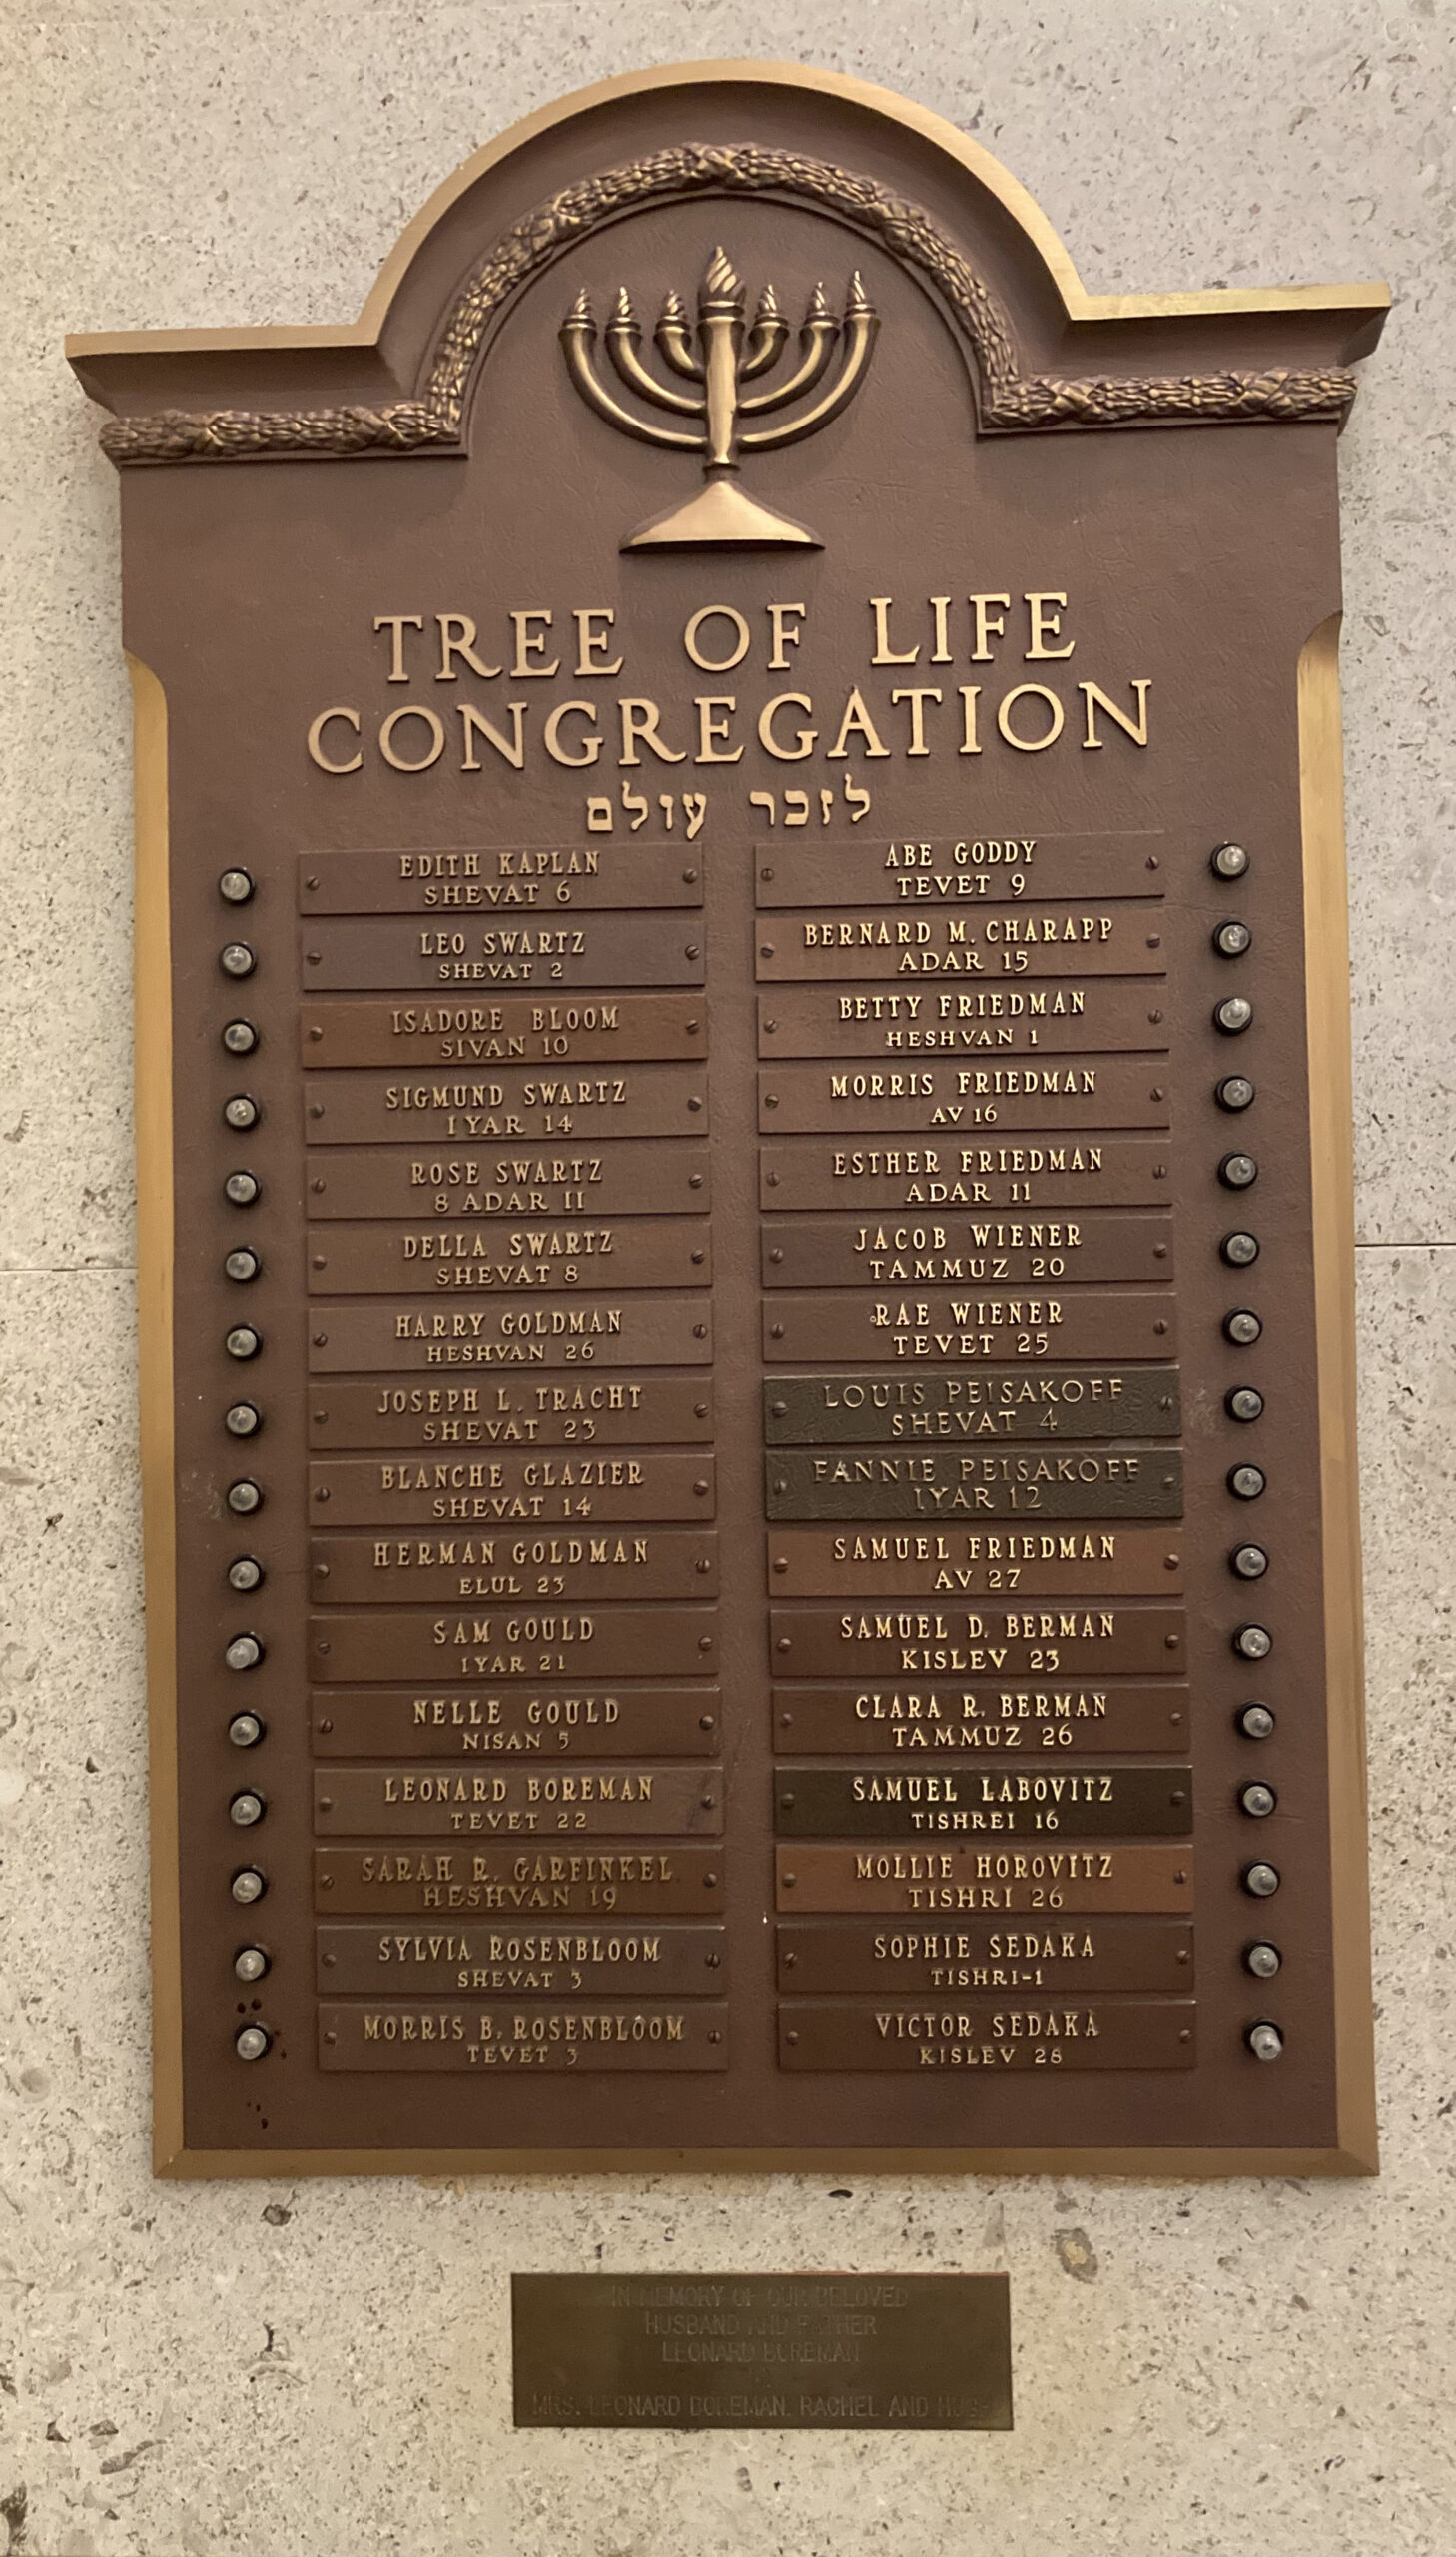 TREE OF LIFE
CONGREGATION
לזכר עולם
EDITH KAPLAN
SHEVAT 6
LEO SWARTZ
SHEVAT 2
ISADORE BLOOM
SIVAN 10
SIGMUND SWARTZ
IYAR 14
ROSE SWARTZ
8 ADAR II
DELLA SWARTZ
SHEVAT 8
HARRY GOLDMAN
HESHVAN 26
JOSEPH L. TRACHT
SHEVAT 23
BLANCHE GLAZIER
SHEVAT 14
HERMAN GOLDMAN
ELUL 23
SAM GOULD
IYAR 21
NELLE GOULD
NISAN 5
LEONARD BOREMAN
TEVET 22
SARAH R. GARFINKEL
HESHVAN 19
SYLVIA ROSENBLOOM
SHEVAT 3
MORRIS B. ROSENBLOOM
TEVET 3
ABE GODDY
TEVET 9
BERNARD M. CHARAPP
ADAR 15
BETTY FRIEDMAN
HESHVAN 1
MORRIS FRIEDMAN
AV 16
ESTHER FRIEDMAN
ADAR 11
JACOB WIENER
TAMMUZ 20
RAE WIENER
TEVET 25
LOUIS PEISAKOFF
SHEVAT 4
FANNIE PEISAKOFF
IYAR 12
SAMUEL FRIEDMAN
AV 27
SAMUEL D. BERMAN
KISLEV 23
CLARA R. BERMAN
TAMMUZ 26
SAMUEL LABOVITZ
TISHREI 16
MOLLIE HOROVITZ
TISHRI 26
SOPHIE SEDAKA
TISHRI-1
VICTOR SEDAKA
KISLEV 28
IN MEMORY OF OUR BELOVED
HUSBAND AND FATHER
LEONARD BOREMAN
MRS. LEONARD BOREMAN, RACHEL AND